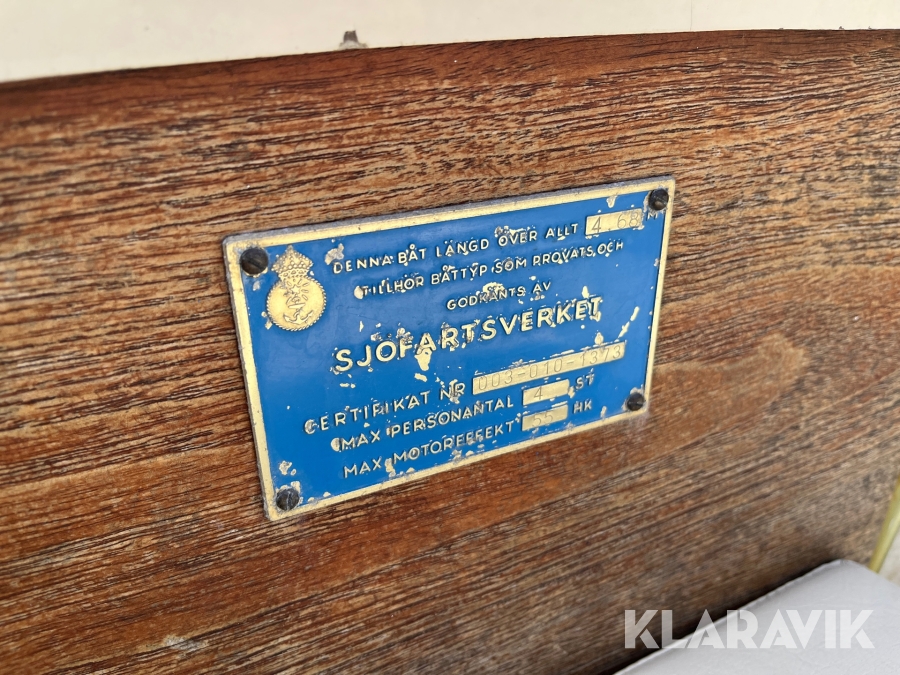 DENNA BÅT LÄNGD ÖVER ALLT 4.68 M
TILLHÖR BÅTTYP SOM PRÖVATS OCH
GODKÄNTS AV
SJÖFARTSVERKET
CERTIFIKAT NR 003-010-1373
MAX PERSONANTAL 4 ST
MAX MOTOREFFEKT 55 HK
KLARAVIK